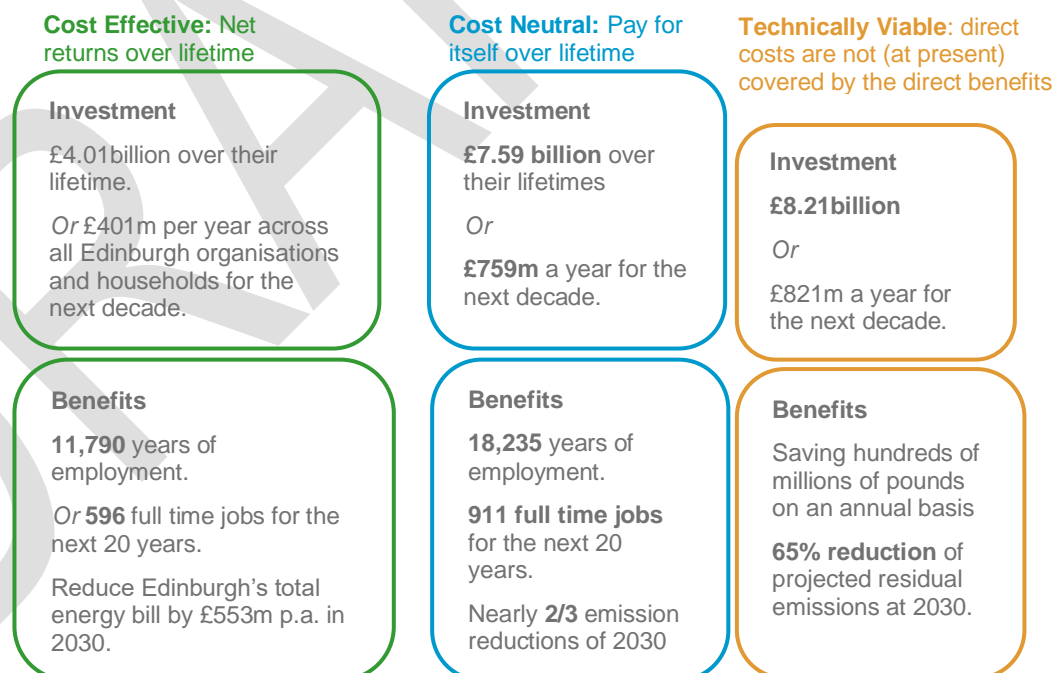 Cost Effective: Net
returns over lifetime
Investment
£4.01billion over their
lifetime.
Or £401m per year across
all Edinburgh organisations
and households for the
next decade.
Benefits
11,790 years of
employment.
Or 596 full time jobs for the
next 20 years.
Reduce Edinburgh's total
energy bill by £553m p.a. in
2030.
Cost Neutral: Pay for
itself over lifetime
Investment
£7.59 billion over
their lifetimes
Or
£759m a year for the
next decade.
Benefits
18,235 years of
employment.
911 full time jobs
for the next 20
years.
Nearly 2/3 emission
reductions of 2030
Technically Viable: direct
costs are not (at present)
covered by the direct benefits
Investment
£8.21billion
Or
£821m a year for
the next decade.
Benefits
Saving hundreds of
millions of pounds
on an annual basis
65% reduction of
projected residual
emissions at 2030.